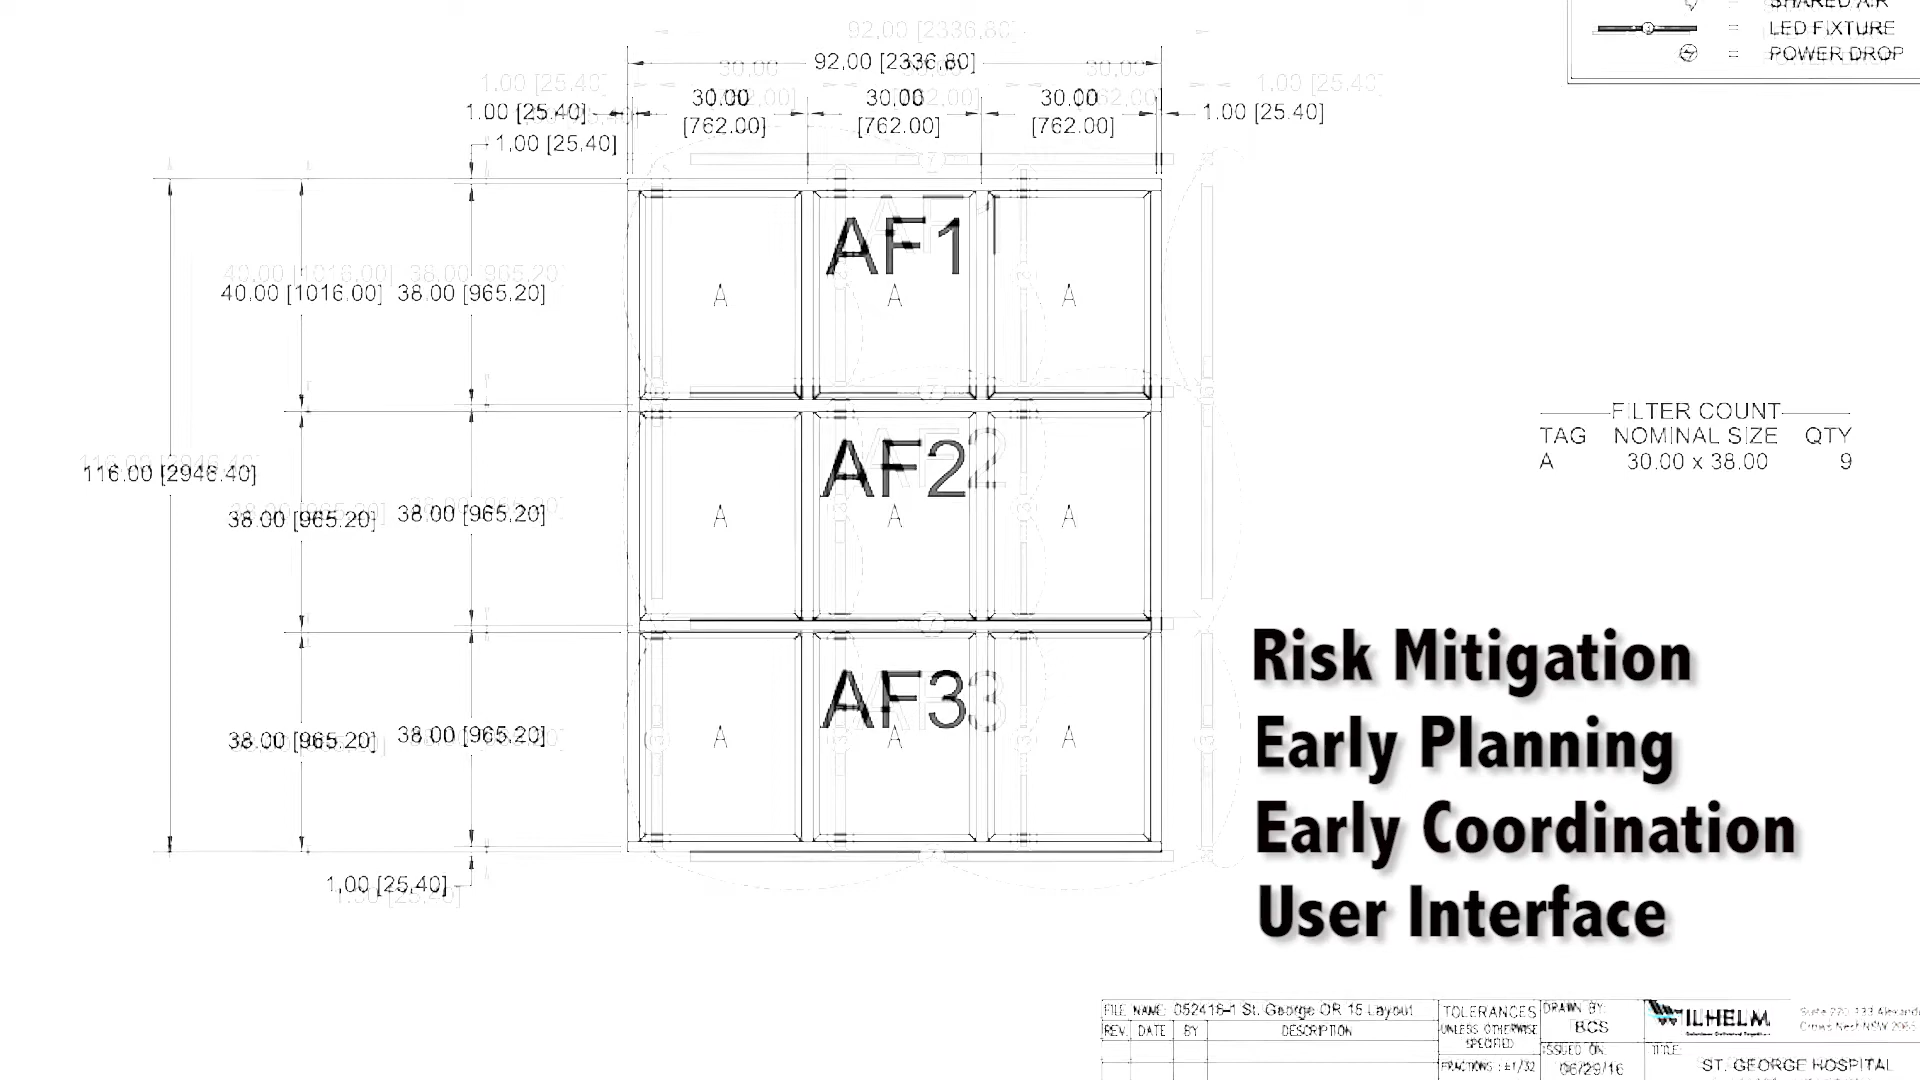 SHARED AIR
= LED FIXTURE
= POWER DROP
92.00 [2336.80]
1.00 [25.40]
30.00 [762.00]
30.00 [762.00]
30.00 [762.00]
1.00 [25.40]
1.00 [25.40]
AF1
A A A
40.00 [1016.00] 38.00 [965.20]
FILTER COUNT
TAG NOMINAL SIZE QTY
A 30.00 x 38.00 9
116.00 [2946.40]
AF2
A A A
38.00 [965.20] 38.00 [965.20]
AF3
A A A
38.00 [965.20] 38.00 [965.20]
1.00 [25.40]
Risk Mitigation
Early Planning
Early Coordination
User Interface
FILE NAME: 052416-1 St. George OR 15 Layout
REV. DATE BY DESCRIPTION
TOLERANCES
UNLESS OTHERWISE
SPECIFIED
FRACTIONS : ±1/32
DRAWN BY:
BCS
ISSUED ON:
06/29/16
WILHELM
TITLE:
ST. GEORGE HOSPITAL